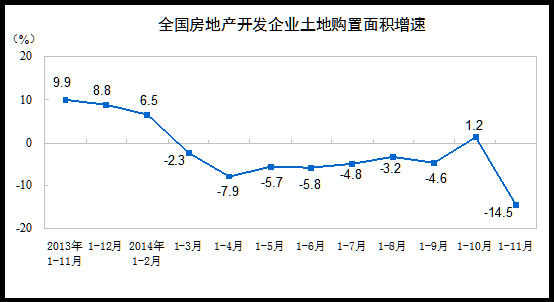 全国房地产开发企业土地购置面积增速
（%）
20
10
0
-10
-20
9.9
8.8
6.5
-2.3
-7.9
-5.7
-5.8
-4.8
-3.2
-4.6
1.2
-14.5
2013年
1-11月
1-12月
2014年
1-2月
1-3月
1-4月
1-5月
1-6月
1-7月
1-8月
1-9月
1-10月
1-11月